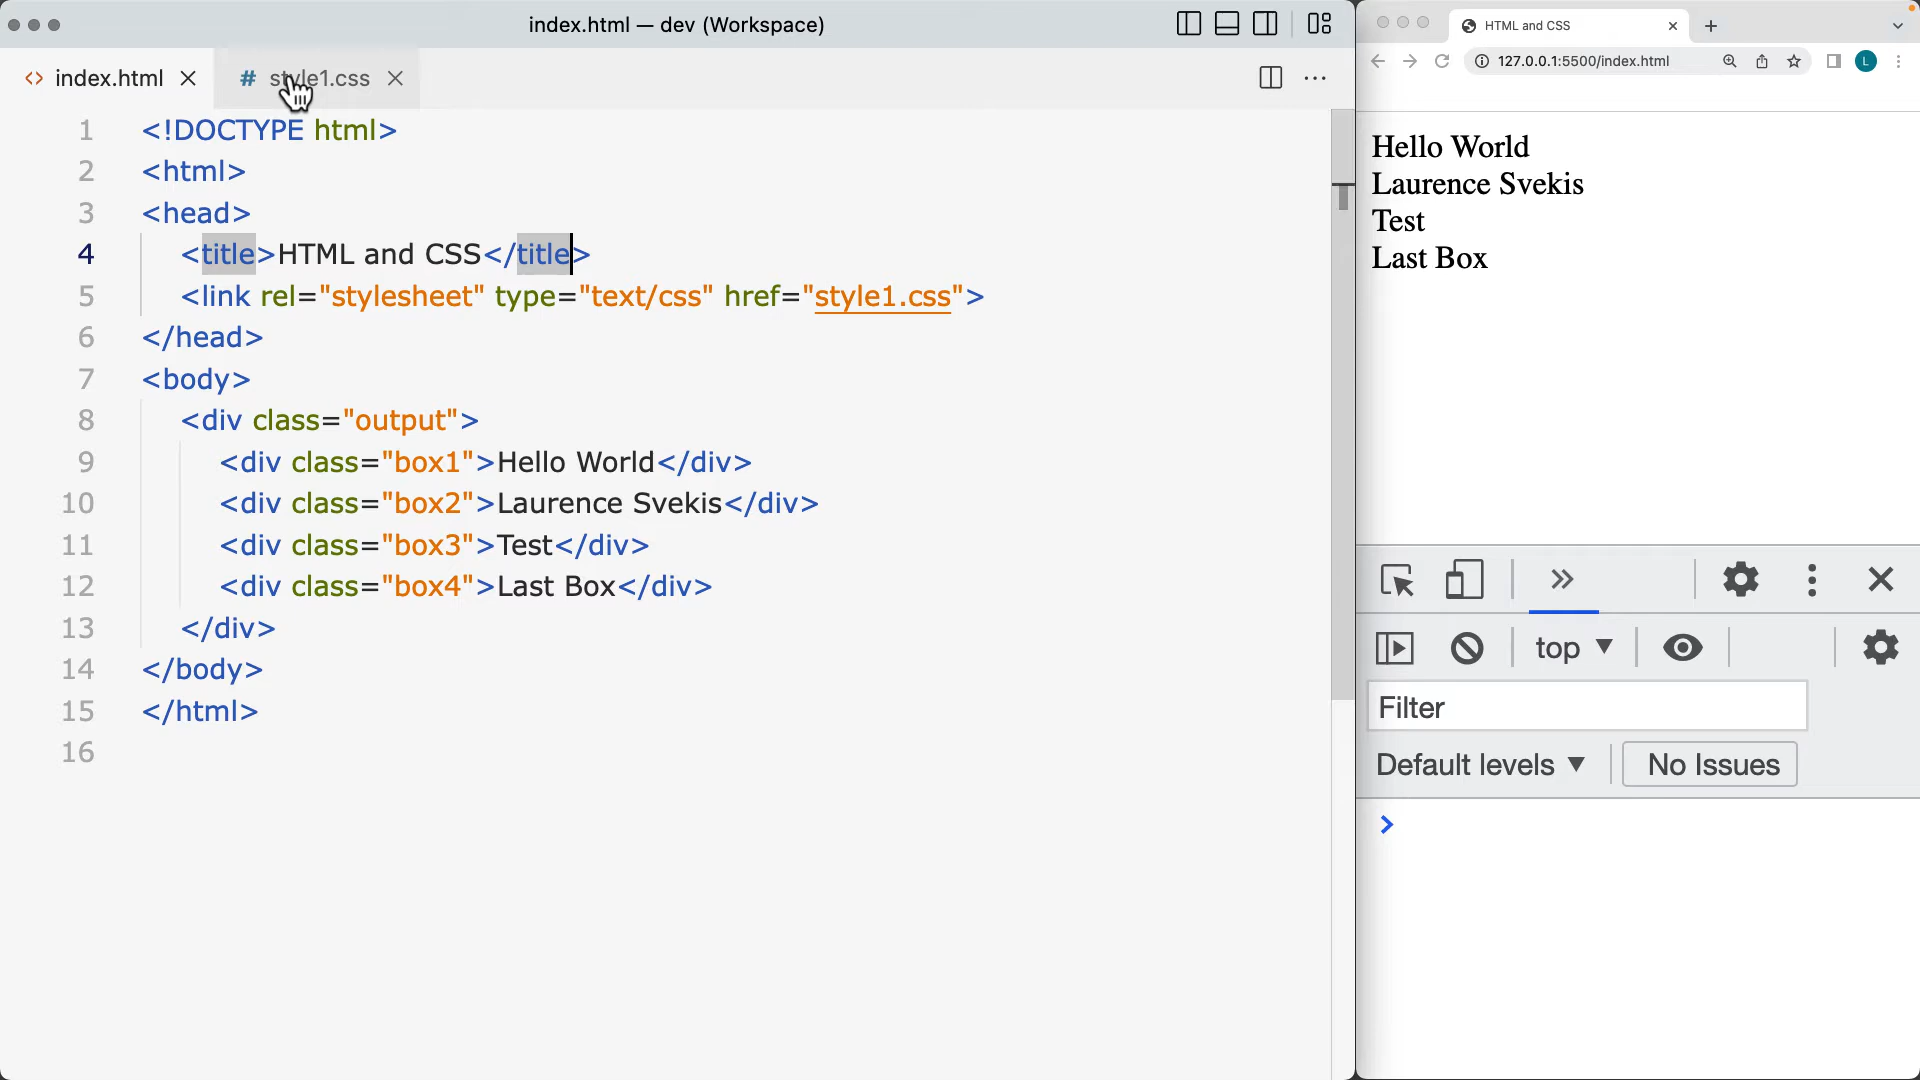 index.html — dev (Workspace)
index.html
# style1.css
1 <!DOCTYPE html>
2 <html>
3 <head>
4 <title>HTML and CSS</title>
5 <link rel="stylesheet" type="text/css" href="style1.css">
6 </head>
7 <body>
8 <div class="output">
9 <div class="box1">Hello World</div>
10 <div class="box2">Laurence Svekis</div>
11 <div class="box3">Test</div>
12 <div class="box4">Last Box</div>
13 </div>
14 </body>
15 </html>
16
HTML and CSS
127.0.0.1:5500/index.html
L
Hello World
Laurence Svekis
Test
Last Box
top
Filter
Default levels
No Issues